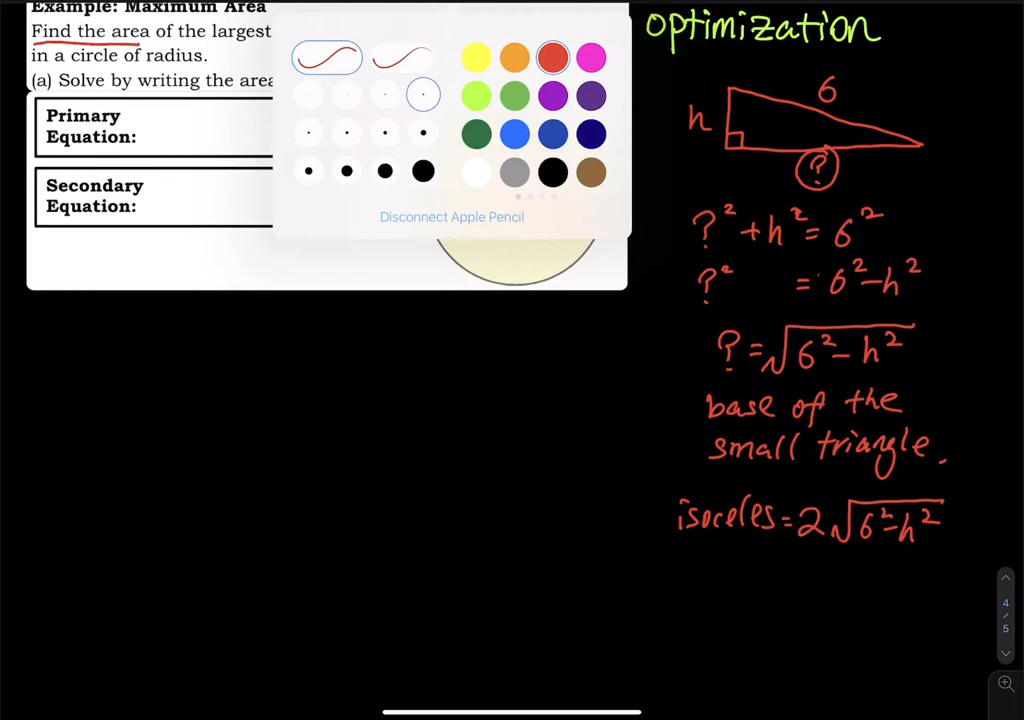 Example: Maximum Area
Find the area of the largest
in a circle of radius.
(a) Solve by writing the area
Primary
Equation:
Secondary
Equation:
Disconnect Apple Pencil
optimization
6
h
?
?² + h² = 6²
?² = 6² - h²
? = √6² - h²
base of the
small triangle.
isoceles = 2√6² - h²
4
/
5